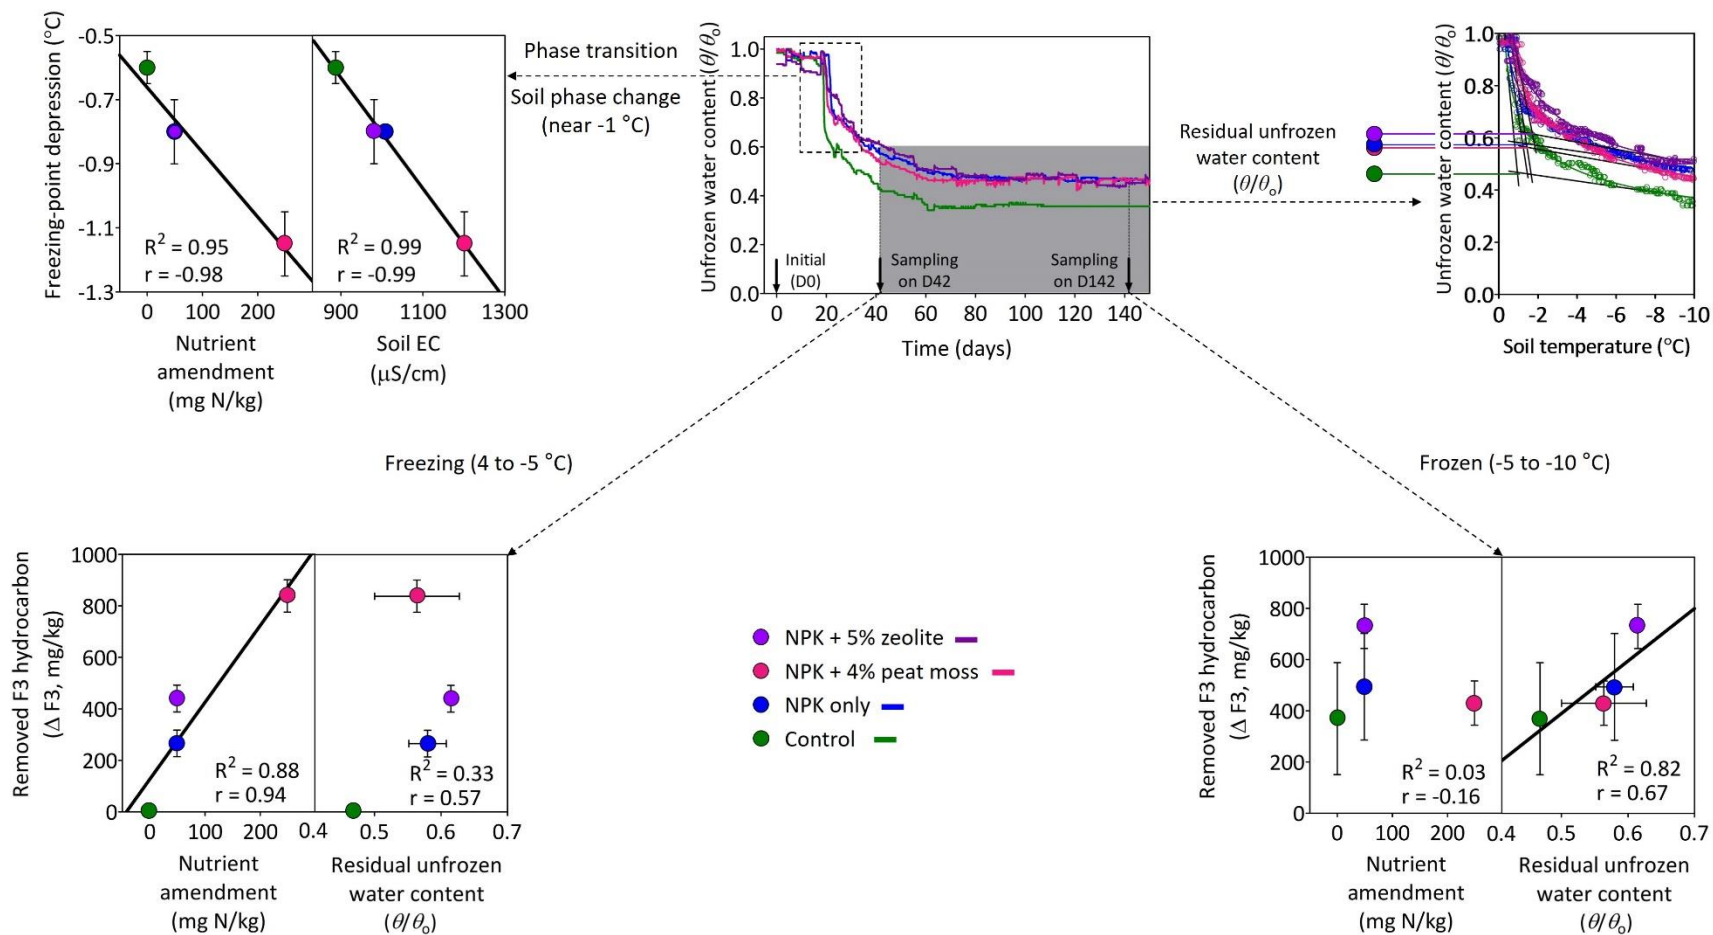 Freezing-point depression (°C)
-0.5
-0.7
-0.9
-1.1
-1.3
R² = 0.95
r = -0.98
R² = 0.99
r = -0.99
0 100 200 900 1100 1300
Nutrient
amendment
(mg N/kg)
Soil EC
(μS/cm)
Phase transition
Soil phase change
(near -1 °C)
Unfrozen water content (θ/θₒ)
1.0
0.8
0.6
0.4
0.2
0.0
Initial
(D0)
Sampling
on D42
Sampling
on D142
0 20 40 60 80 100 120 140
Time (days)
Residual unfrozen
water content
(θ/θₒ)
Unfrozen water content (θ/θₒ)
1.0
0.8
0.6
0.4
0.2
0.0
0 -2 -4 -6 -8 -10
Soil temperature (°C)
Freezing (4 to -5 °C)
Frozen (-5 to -10 °C)
Removed F3 hydrocarbon
(Δ F3, mg/kg)
1000
800
600
400
200
0
R² = 0.88
r = 0.94
R² = 0.33
r = 0.57
0 100 200 0.4 0.5 0.6 0.7
Nutrient
amendment
(mg N/kg)
Residual unfrozen
water content
(θ/θₒ)
NPK + 5% zeolite
NPK + 4% peat moss
NPK only
Control
Removed F3 hydrocarbon
(Δ F3, mg/kg)
1000
800
600
400
200
0
R² = 0.03
r = -0.16
R² = 0.82
r = 0.67
0 100 200 0.4 0.5 0.6 0.7
Nutrient
amendment
(mg N/kg)
Residual unfrozen
water content
(θ/θₒ)